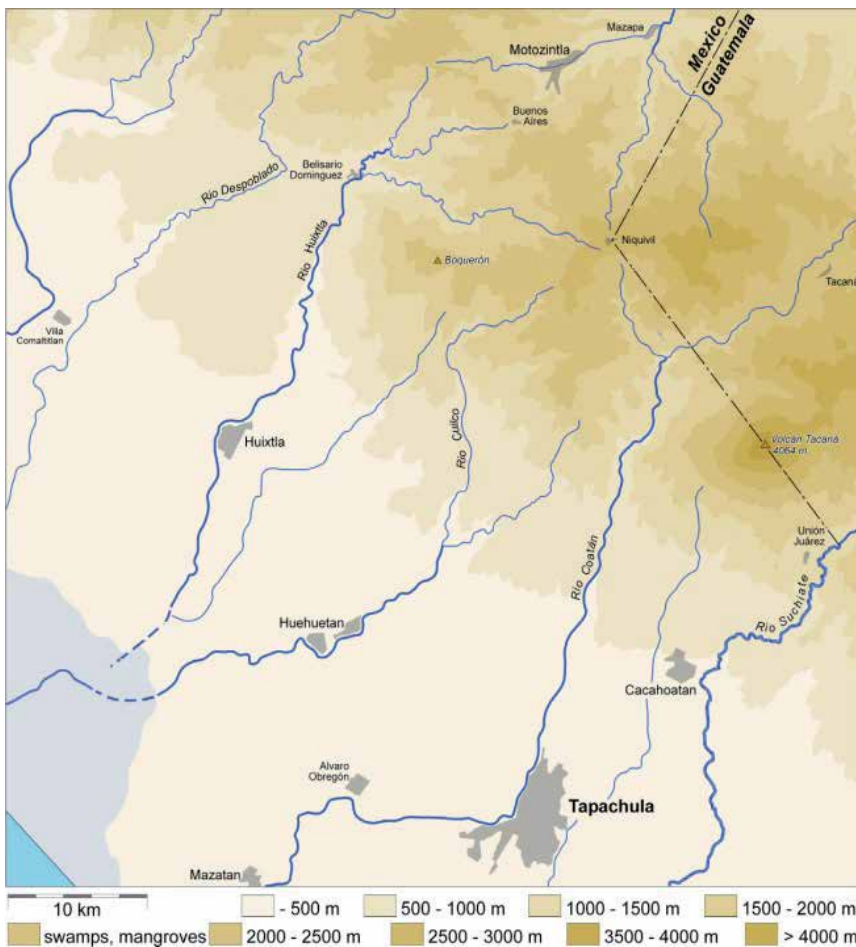 Mazapa
Motozintla
Mexico
Guatemala
Buenos
Aires
Belisario
Dominguez
Río Despoblado
Río Huixtla
Niquivil
Boquerón
Tacaná
Villa
Comaltitlan
Huixtla
Río Cuilco
Volcán Tacaná
4064 m
Unión
Juárez
Río Coatán
Río Suchiate
Huehuetan
Cacahoatan
Alvaro
Obregón
Tapachula
Mazatan
10 km
- 500 m
500 - 1000 m
1000 - 1500 m
1500 - 2000 m
swamps, mangroves
2000 - 2500 m
2500 - 3000 m
3500 - 4000 m
> 4000 m